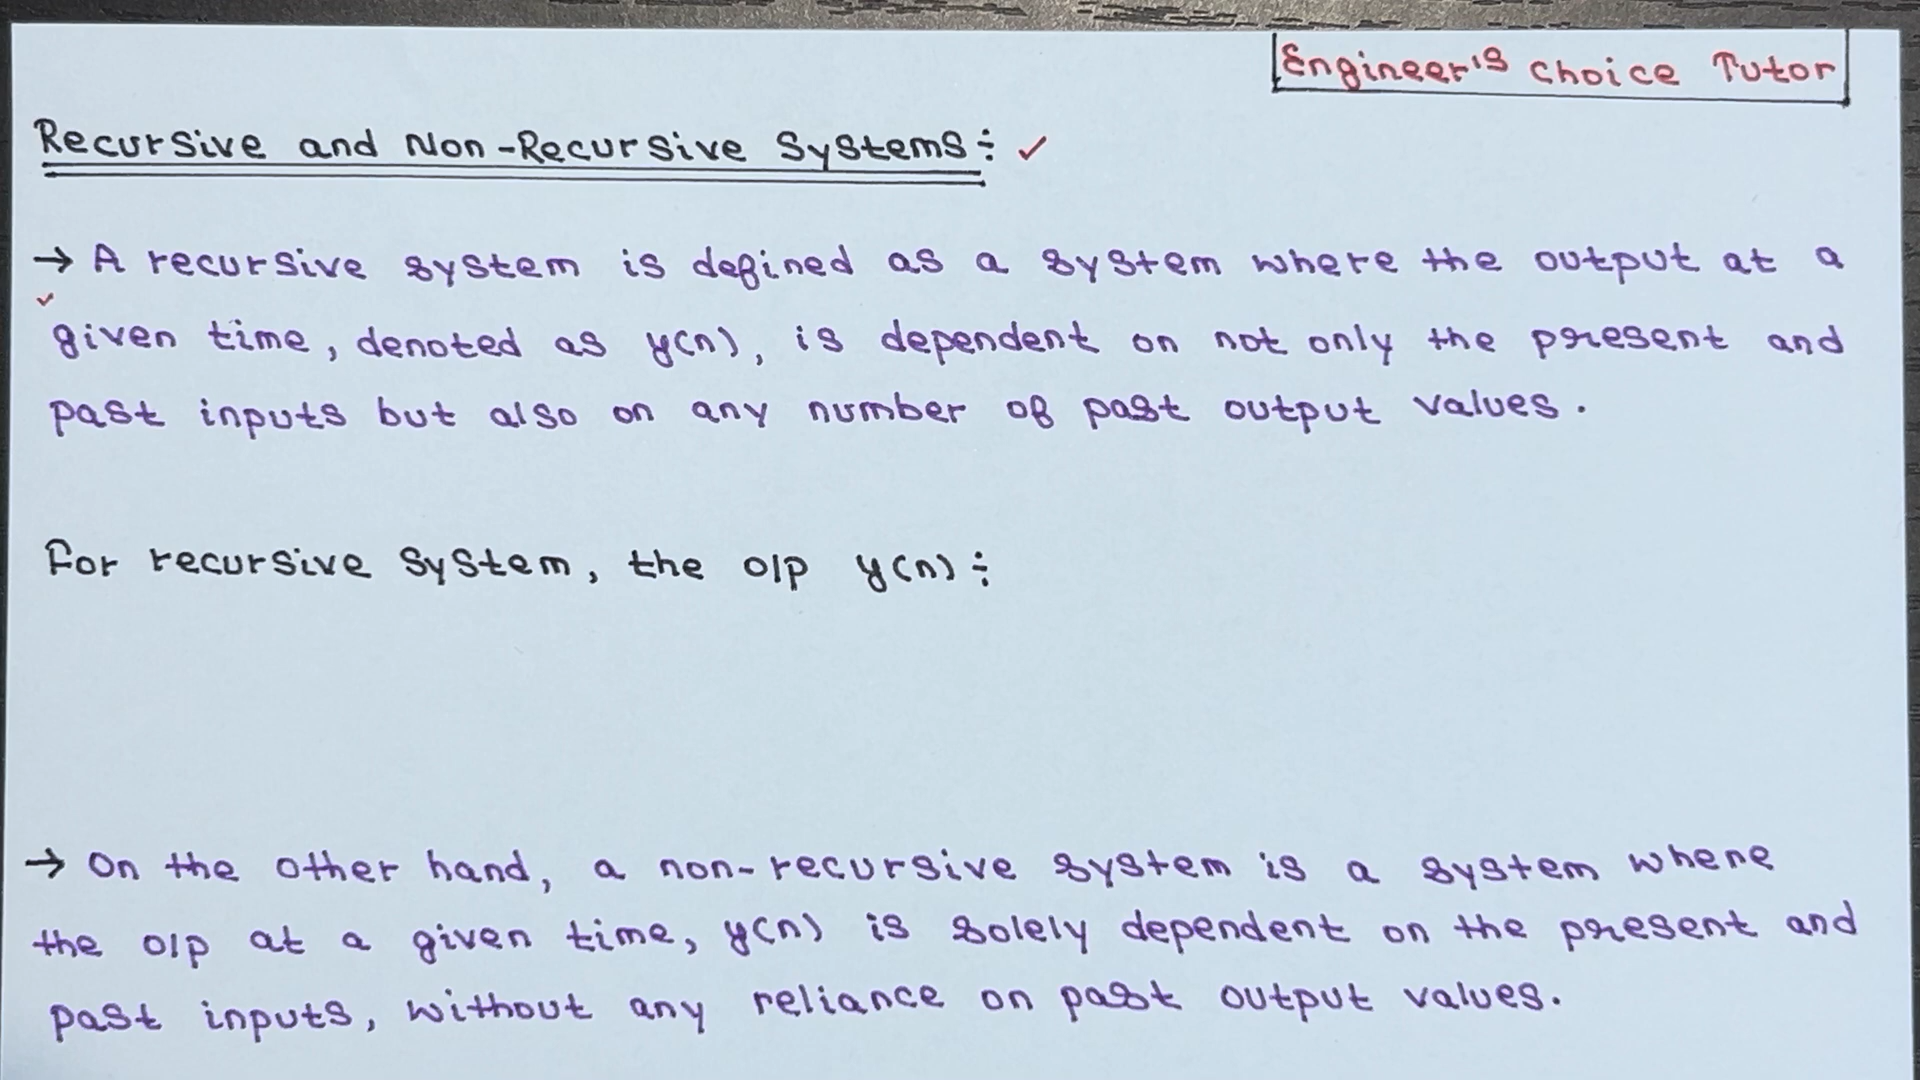 Engineer's Choice Tutor
Recursive and Non-Recursive Systems:
→ A recursive system is defined as a system where the output at a
given time, denoted as y(n), is dependent on not only the present and
past inputs but also on any number of past output values.
For recursive system, the o/p y(n):
→ On the other hand, a non-recursive system is a system where
the o/p at a given time, y(n) is solely dependent on the present and
past inputs, without any reliance on past output values.